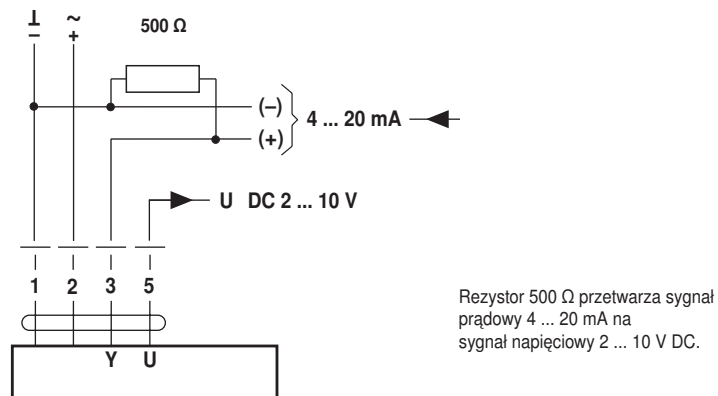 ⊥ ~
– +
500 Ω
(–)
(+)
4 ... 20 mA
U DC 2 ... 10 V
1 2 3 5
Y U
Rezystor 500 Ω przetwarza sygnał
prądowy 4 ... 20 mA na
sygnał napięciowy 2 ... 10 V DC.